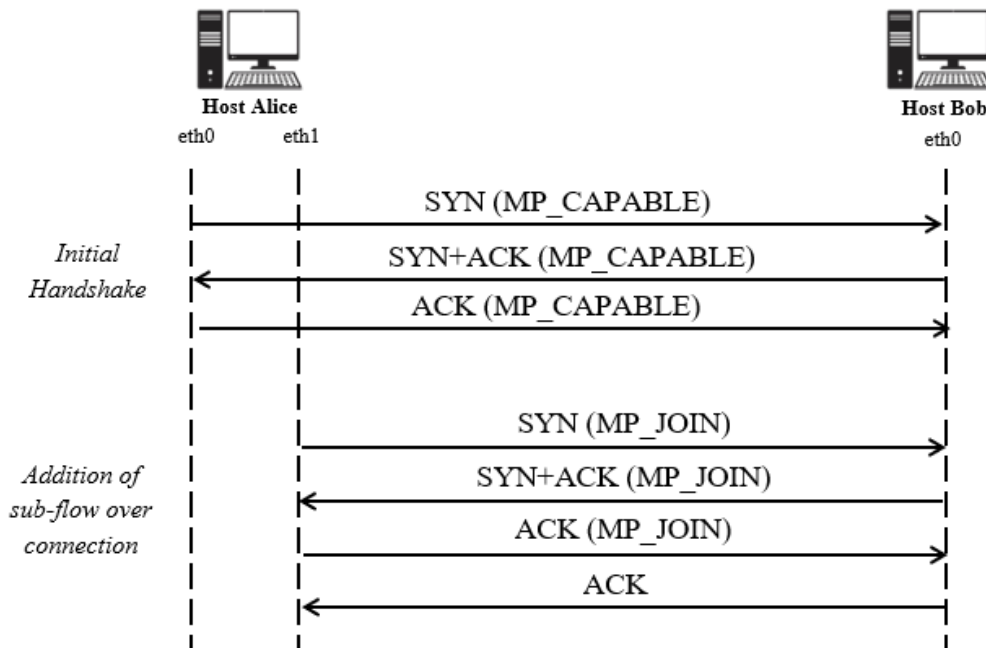 Host Alice
Host Bob
eth0
eth1
eth0
SYN (MP_CAPABLE)
Initial
Handshake
SYN+ACK (MP_CAPABLE)
ACK (MP_CAPABLE)
SYN (MP_JOIN)
Addition of
sub-flow over
connection
SYN+ACK (MP_JOIN)
ACK (MP_JOIN)
ACK